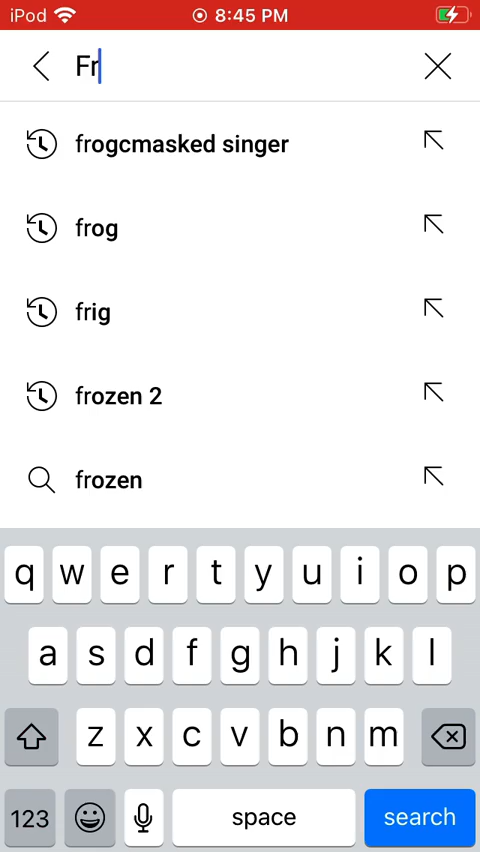 iPod 8:45 PM
Fr
frogcmasked singer
frog
frig
frozen 2
frozen
q w e r t y u i o p
a s d f g h j k l
z x c v b n m
123 space search